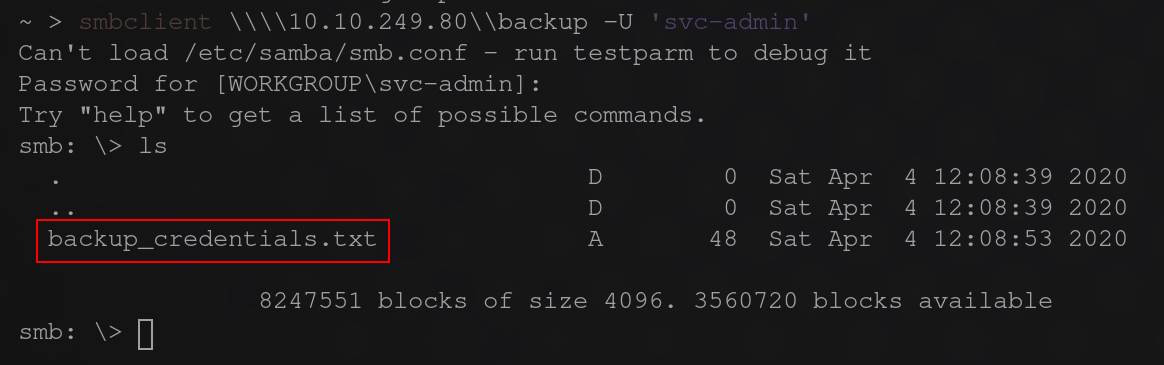 ~ > smbclient \\\\10.10.249.80\\backup -U 'svc-admin'
Can't load /etc/samba/smb.conf - run testparm to debug it
Password for [WORKGROUP\svc-admin]:
Try "help" to get a list of possible commands.
smb: \> ls
  .                                   D        0  Sat Apr  4 12:08:39 2020
  ..                                  D        0  Sat Apr  4 12:08:39 2020
  backup_credentials.txt              A       48  Sat Apr  4 12:08:53 2020
                8247551 blocks of size 4096. 3560720 blocks available
smb: \>